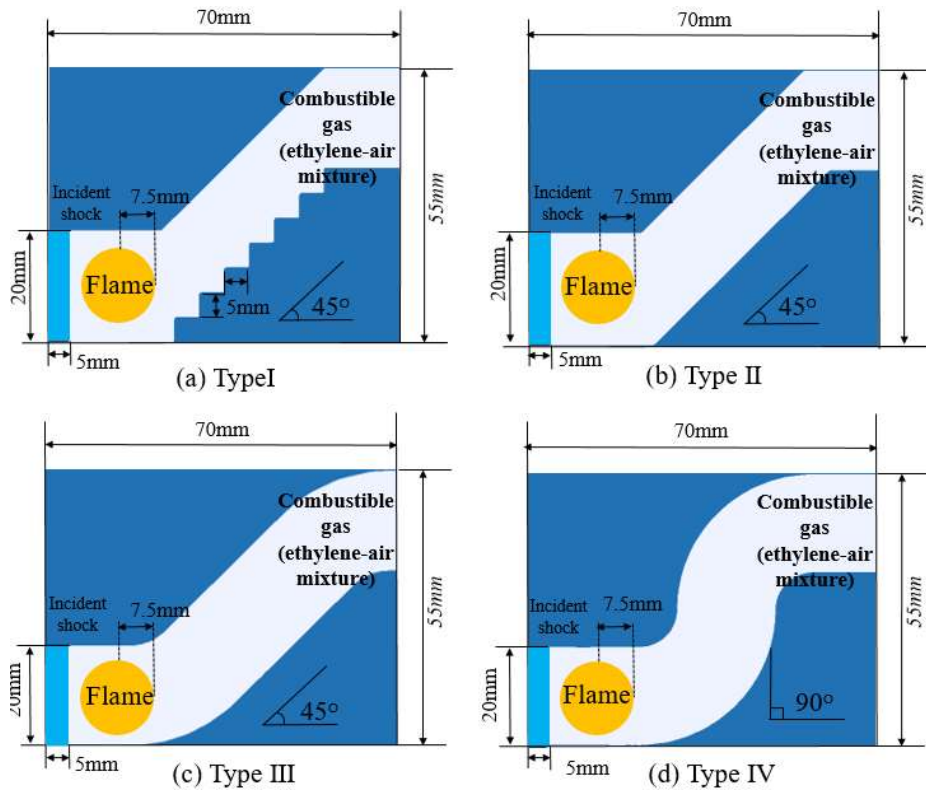 70mm
Combustible
gas
(ethylene-air
mixture)
55mm
Incident
shock
7.5mm
20mm
Flame
5mm
45°
5mm
(a) TypeI
70mm
Combustible
gas
(ethylene-air
mixture)
55mm
Incident
shock
7.5mm
20mm
Flame
45°
5mm
(b) Type II
70mm
Combustible
gas
(ethylene-air
mixture)
55mm
Incident
shock
7.5mm
20mm
Flame
45°
5mm
(c) Type III
70mm
Combustible
gas
(ethylene-air
mixture)
55mm
Incident
shock
7.5mm
20mm
Flame
90°
5mm
(d) Type IV